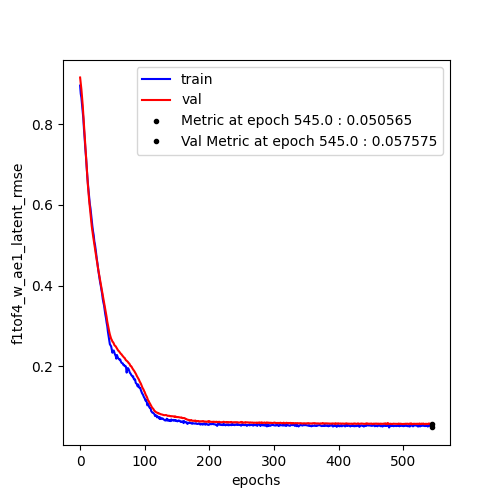 train
val
Metric at epoch 545.0 : 0.050565
Val Metric at epoch 545.0 : 0.057575
f1tof4_w_ae1_latent_rmse
0.8
0.6
0.4
0.2
0 100 200 300 400 500
epochs